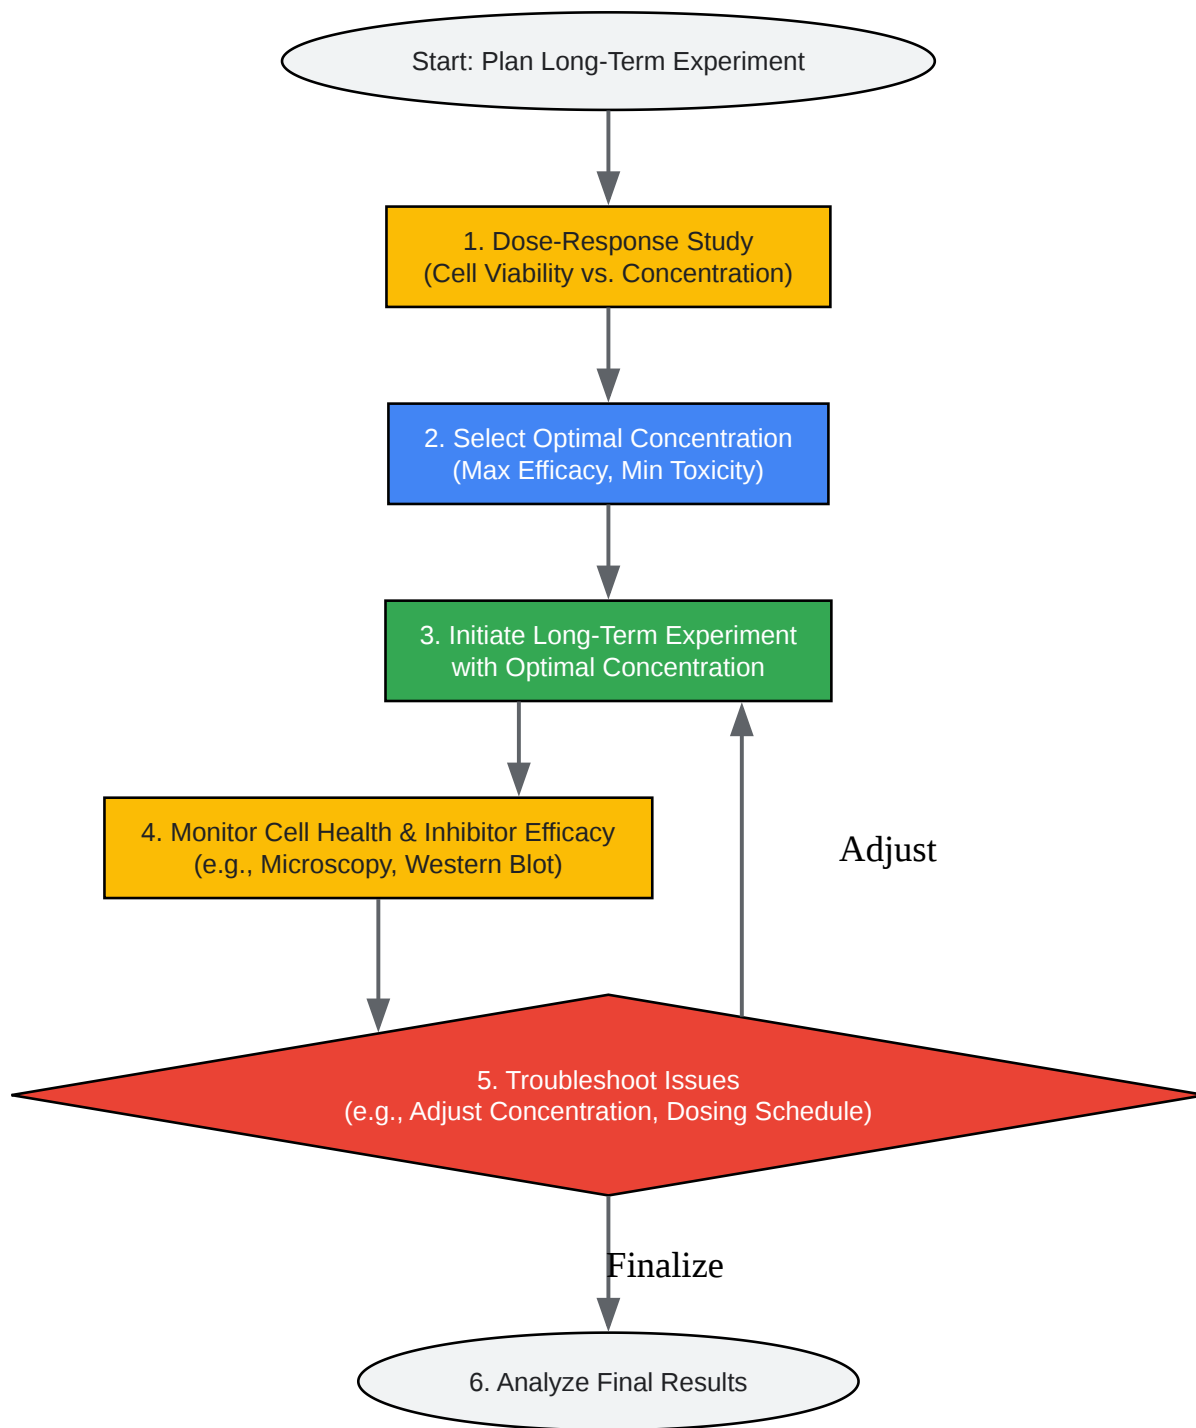 Start: Plan Long-Term Experiment
1. Dose-Response Study
(Cell Viability vs. Concentration)
2. Select Optimal Concentration
(Max Efficacy, Min Toxicity)
3. Initiate Long-Term Experiment
with Optimal Concentration
4. Monitor Cell Health & Inhibitor Efficacy
(e.g., Microscopy, Western Blot)
Adjust
5. Troubleshoot Issues
(e.g., Adjust Concentration, Dosing Schedule)
Finalize
6. Analyze Final Results